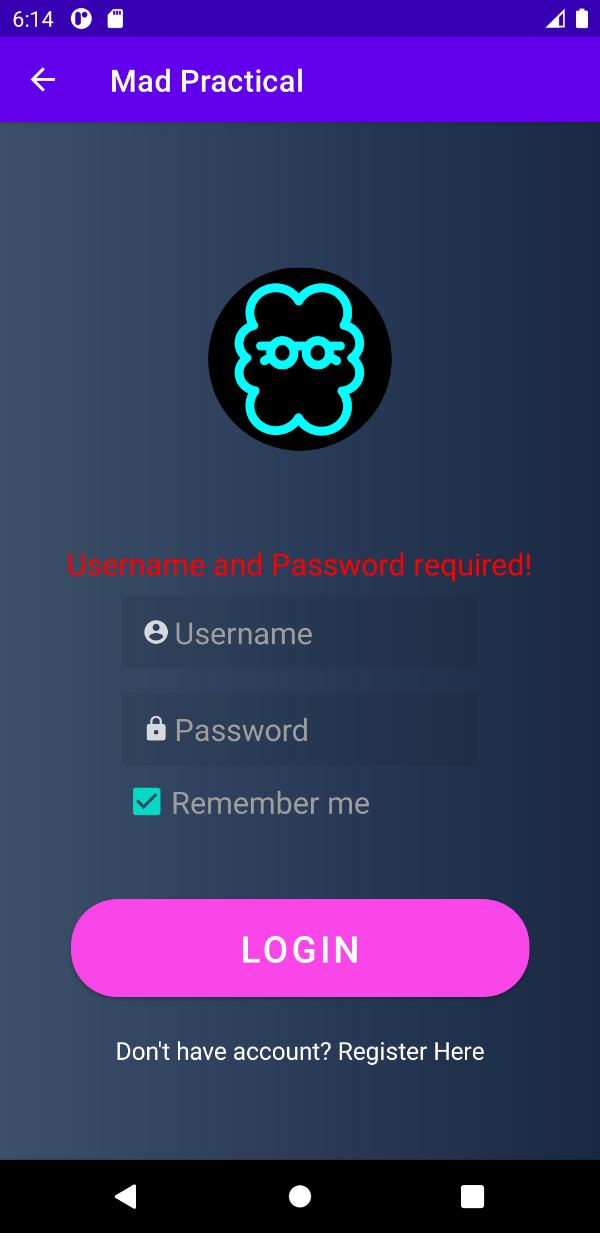 6:14
Mad Practical
Username and Password required!
Username
Password
Remember me
LOGIN
Don't have account? Register Here